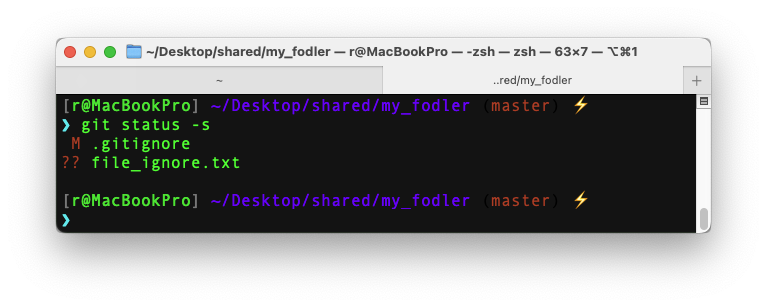 ~/Desktop/shared/my_fodler — r@MacBookPro — -zsh — zsh — 63×7 — ⌥⌘1
~ ..red/my_fodler +
[r@MacBookPro] ~/Desktop/shared/my_fodler (master) ⚡
❯ git status -s
 M .gitignore
?? file_ignore.txt
[r@MacBookPro] ~/Desktop/shared/my_fodler (master) ⚡
❯